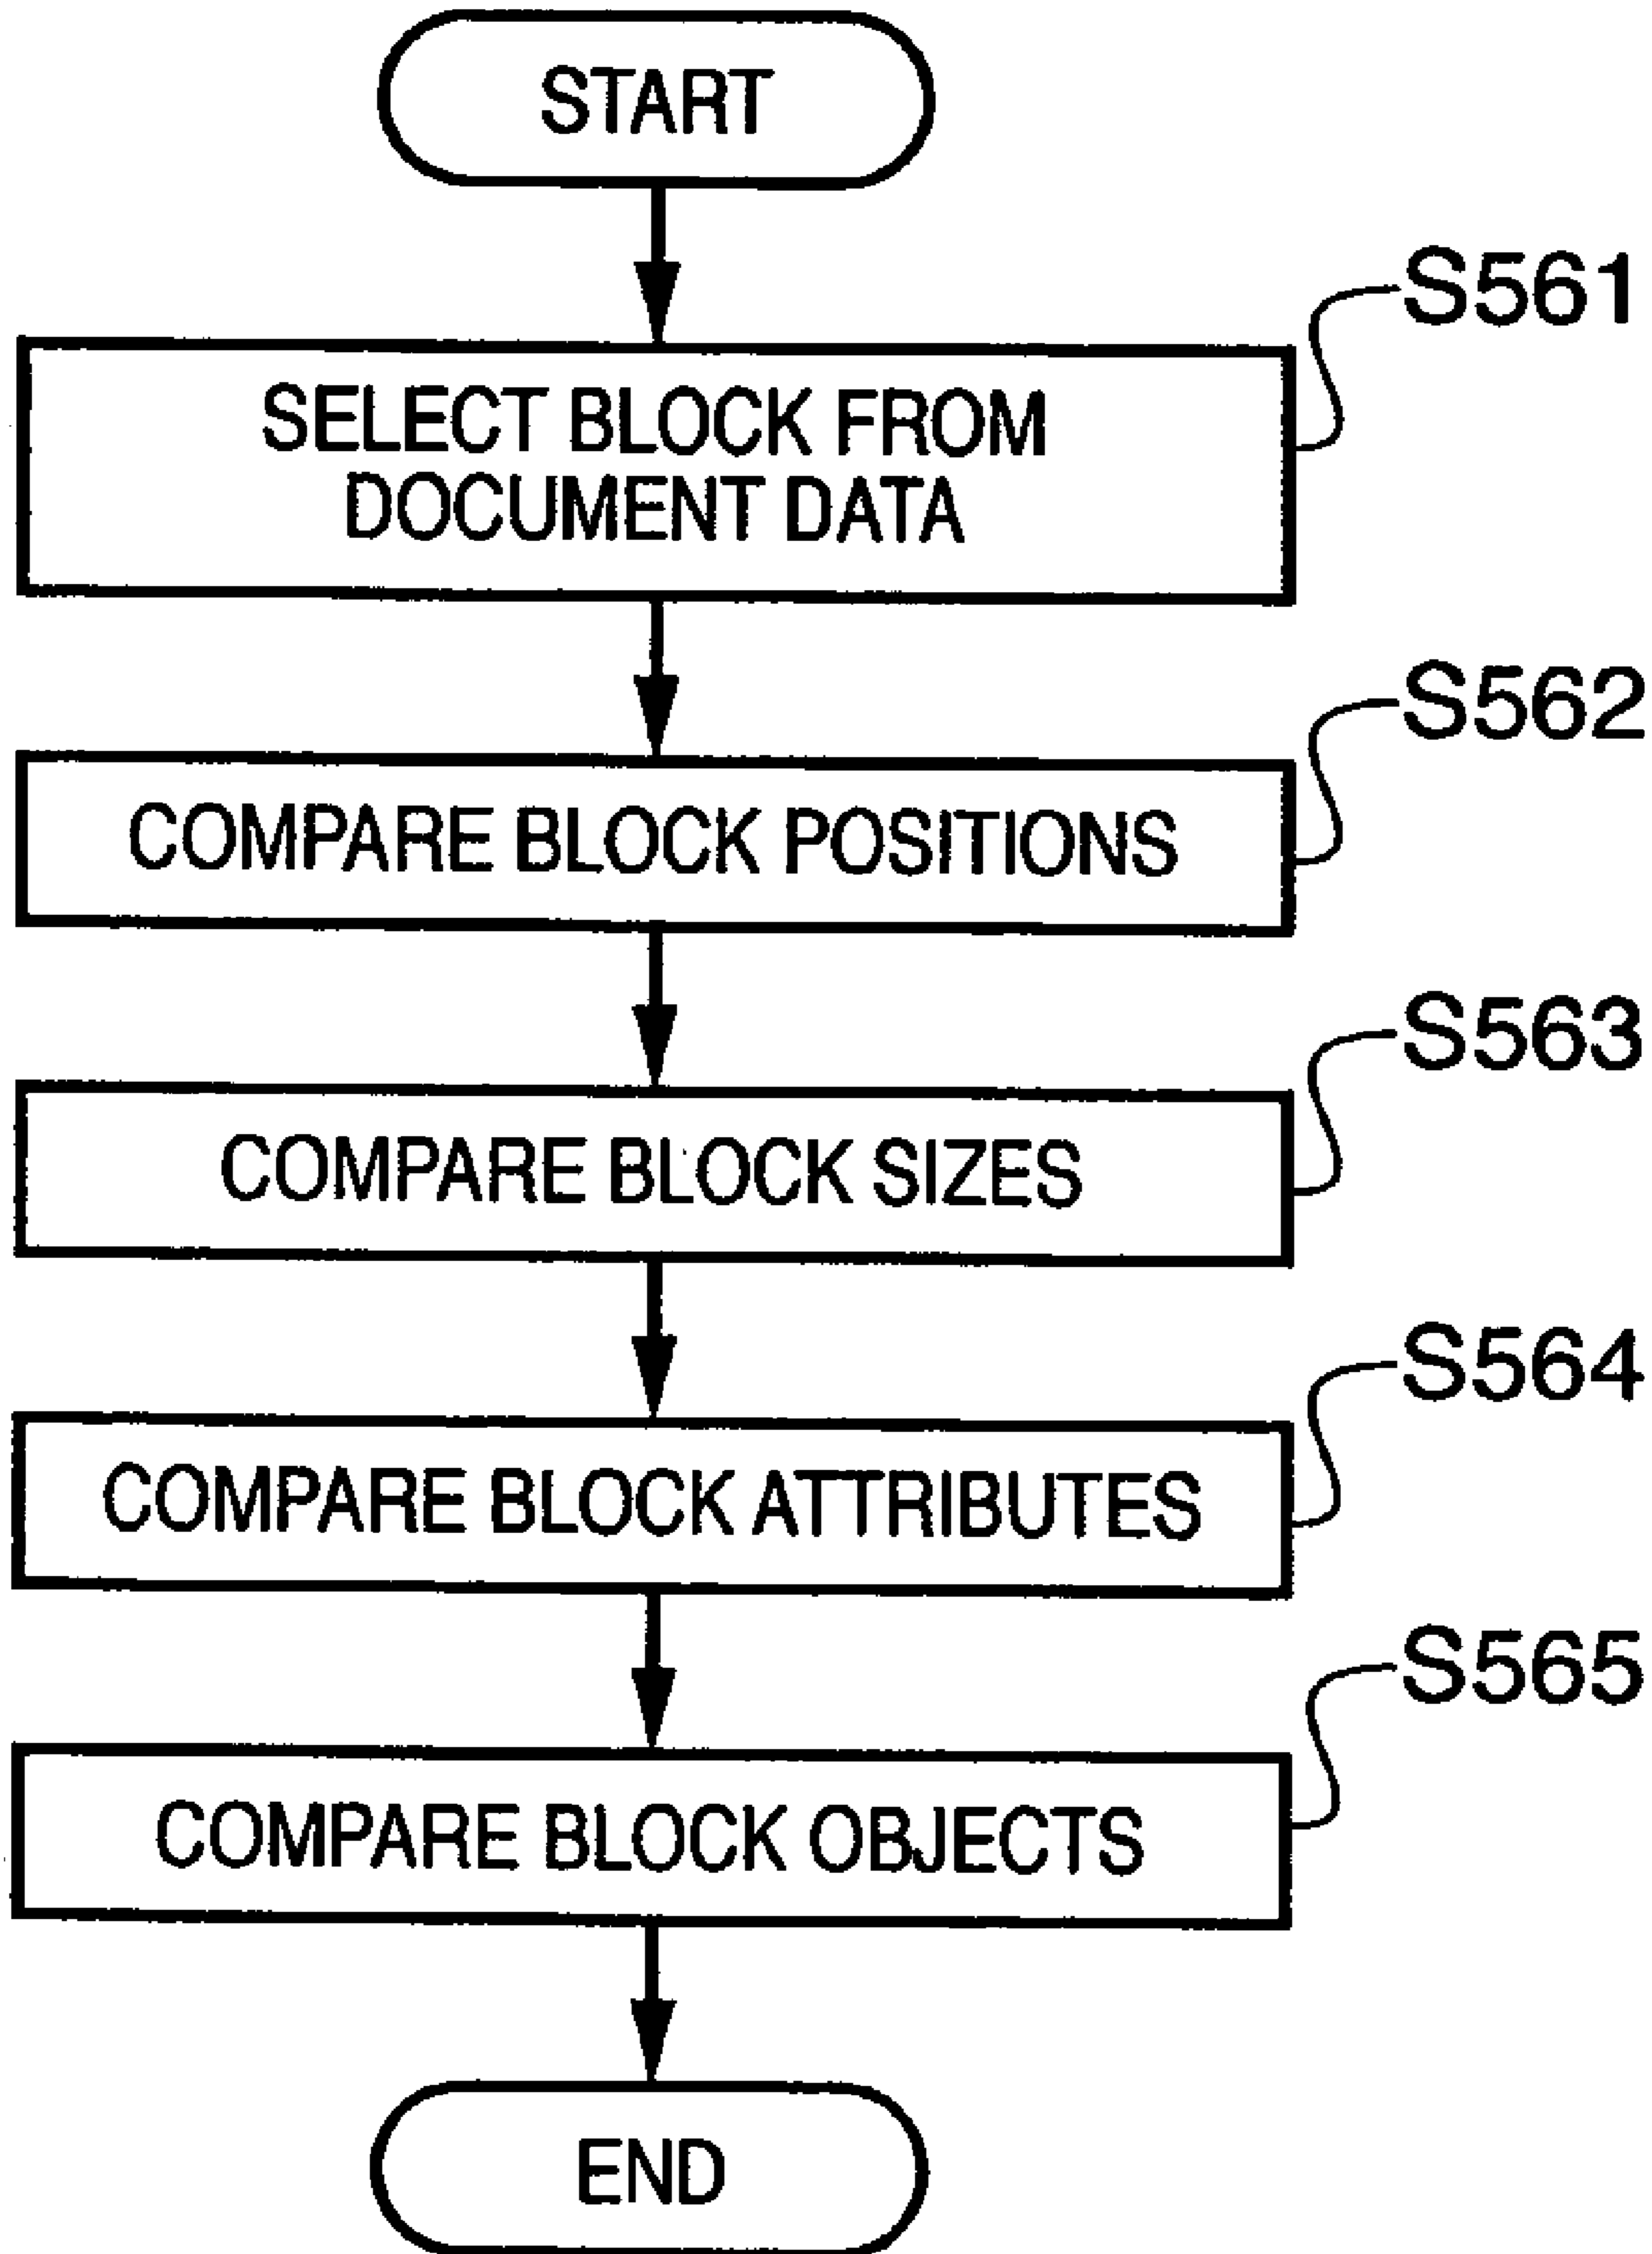 START
S561
SELECT BLOCK FROM
DOCUMENT DATA
S562
COMPARE BLOCK POSITIONS
S563
COMPARE BLOCK SIZES
S564
COMPARE BLOCK ATTRIBUTES
S565
COMPARE BLOCK OBJECTS
END